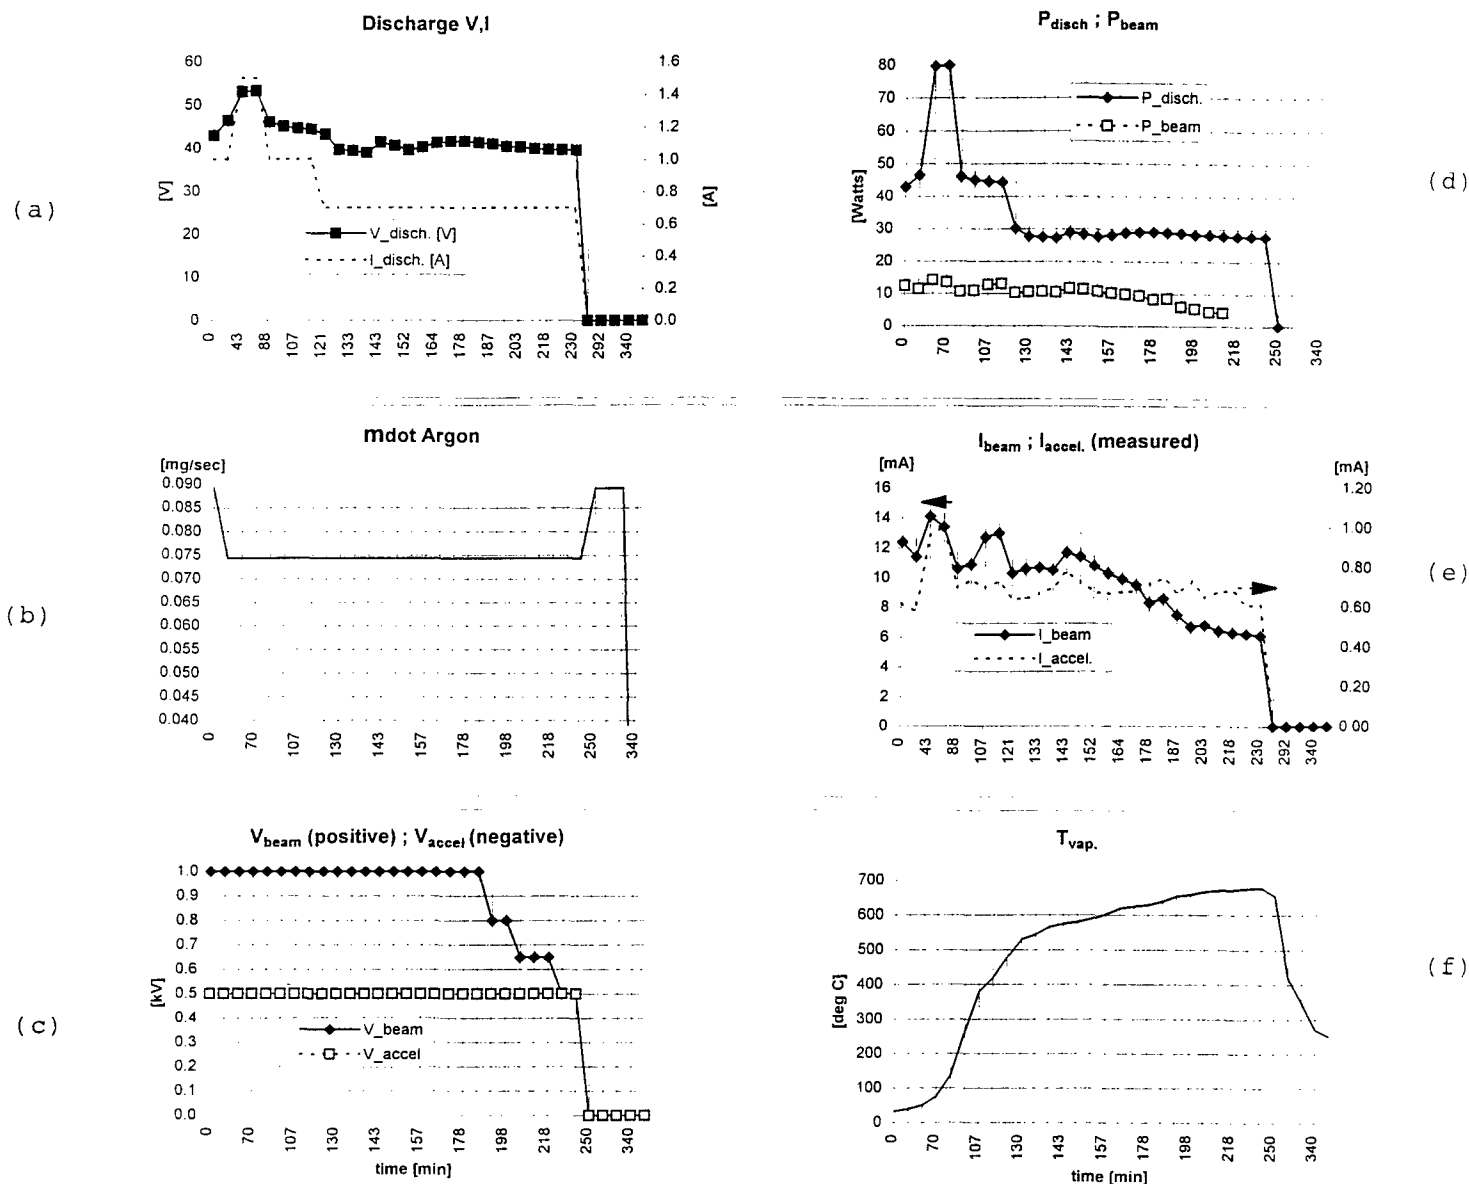 (a)
Discharge V,I
60
50
40
30
20
10
0
[V]
1.6
1.4
1.2
1.0
0.8
0.6
0.4
0.2
0.0
[A]
V_disch. [V]
I_disch. [A]
0 43 88 107 121 133 143 152 164 178 187 198 203 218 230 292 340
(b)
mdot Argon
[mg/sec]
0.090
0.085
0.080
0.075
0.070
0.065
0.060
0.055
0.050
0.045
0.040
0 70 107 130 143 157 178 198 218 250 340
(c)
V_beam (positive) ; V_accel (negative)
1.0
0.9
0.8
0.7
0.6
0.5
0.4
0.3
0.2
0.1
0.0
[kV]
V_beam
V_accel
0 70 107 130 143 157 178 198 218 250 340
time [min]
(d)
P_disch ; P_beam
80
70
60
50
40
30
20
10
0
[Watts]
P_disch.
P_beam
0 70 107 130 143 157 178 198 218 250 340
(e)
I_beam ; I_accel. (measured)
[mA]
16
14
12
10
8
6
4
2
0
[mA]
1.20
1.00
0.80
0.60
0.40
0.20
0.00
I_beam
I_accel.
0 43 88 107 121 133 143 152 164 178 187 198 203 218 230 292 340
(f)
T_vap.
700
600
500
400
300
200
100
0
[deg C]
0 70 107 130 143 157 178 198 218 250 340
time [min]